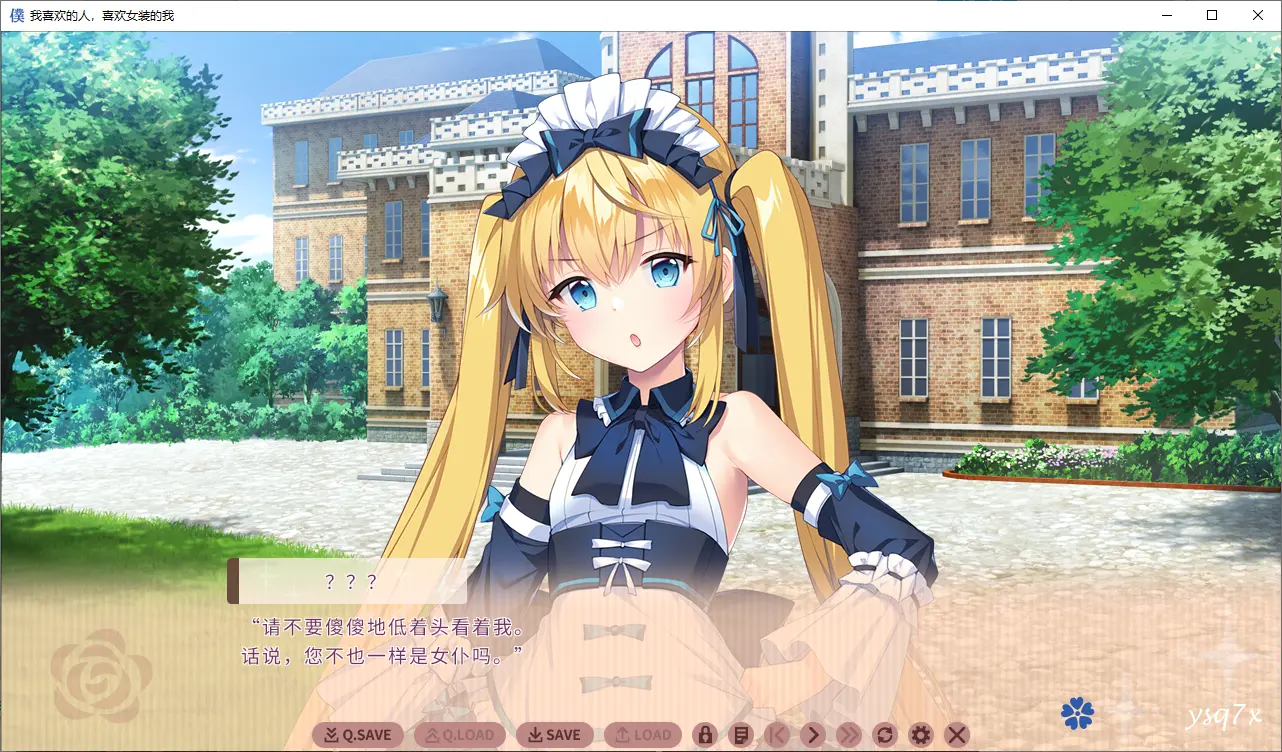 僕 我喜欢的人，喜欢女装的我
？？？
“请不要傻傻地低着头看着我。
话说，您不也一样是女仆吗。”
Q.SAVE Q.LOAD SAVE LOAD
ysq7x